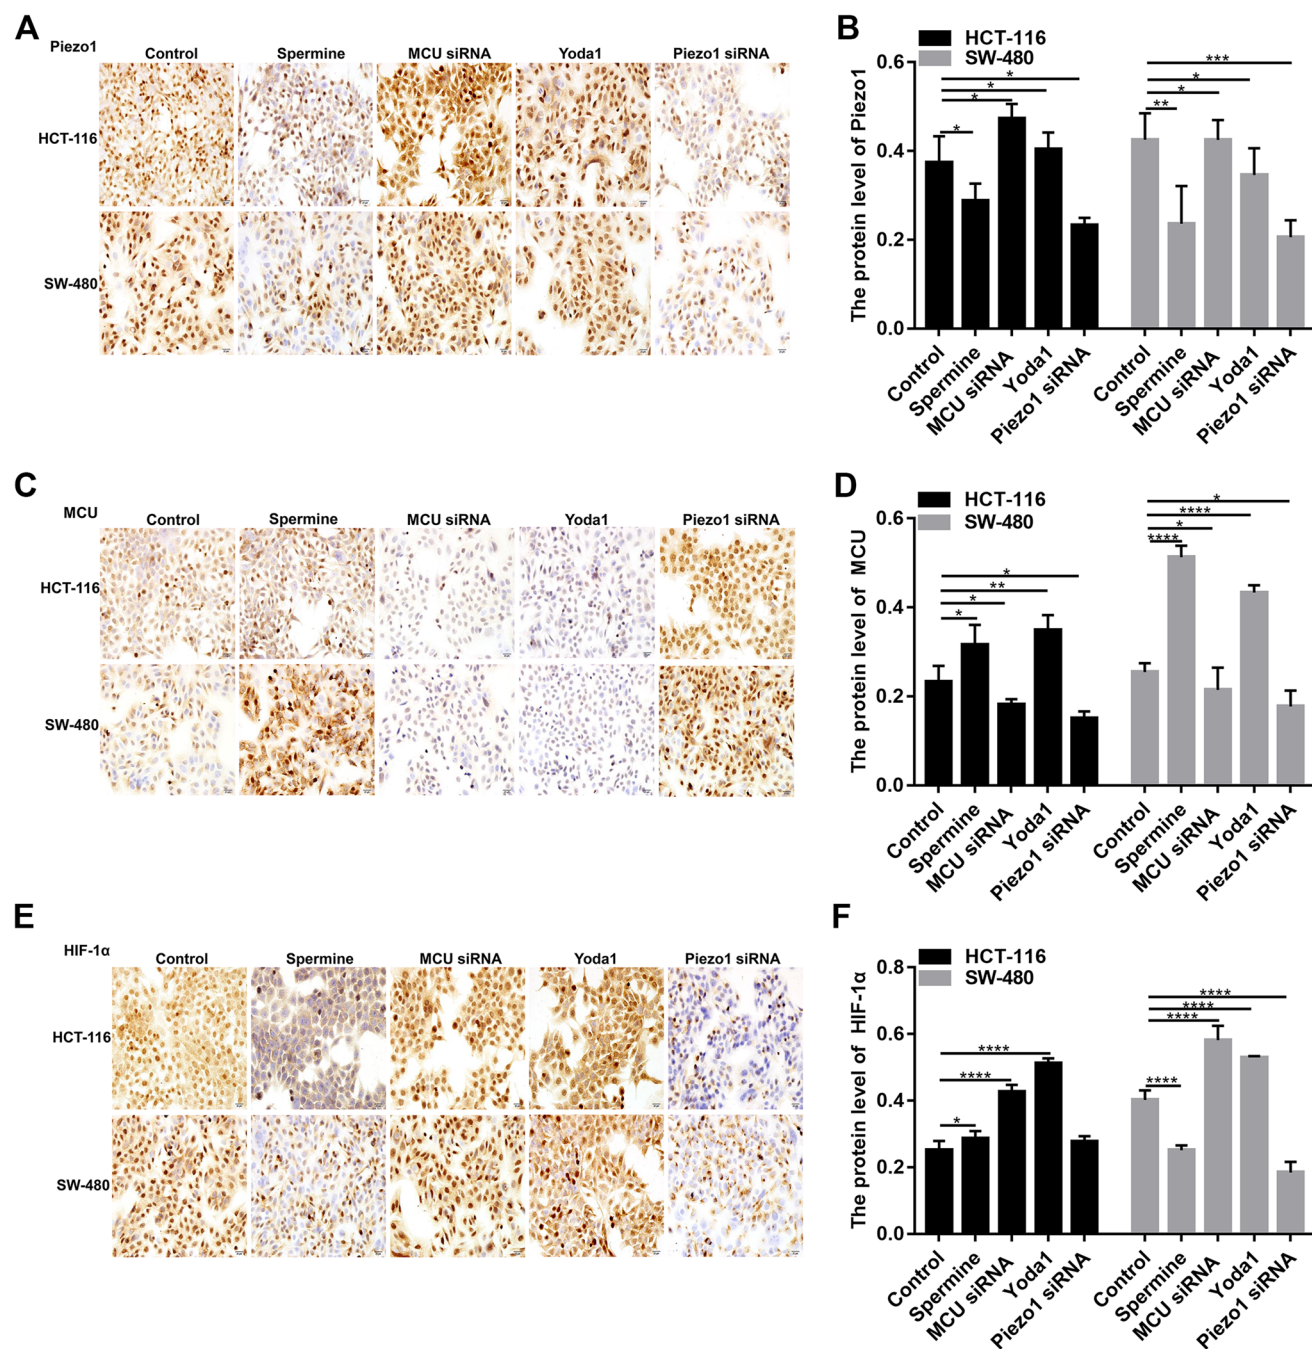 A
Piezo1
Control Spermine MCU siRNA Yoda1 Piezo1 siRNA
HCT-116
SW-480
B
HCT-116
SW-480
The protein level of Piezo1
0.6
0.4
0.2
0.0
* * * *
** * * ***
Control Spermine MCU siRNA Yoda1 Piezo1 siRNA
Control Spermine MCU siRNA Yoda1 Piezo1 siRNA
C
MCU
Control Spermine MCU siRNA Yoda1 Piezo1 siRNA
HCT-116
SW-480
D
HCT-116
SW-480
The protein level of MCU
0.6
0.4
0.2
0.0
* * ** *
**** * **** *
Control Spermine MCU siRNA Yoda1 Piezo1 siRNA
Control Spermine MCU siRNA Yoda1 Piezo1 siRNA
E
HIF-1α
Control Spermine MCU siRNA Yoda1 Piezo1 siRNA
HCT-116
SW-480
F
HCT-116
SW-480
The protein level of HIF-1α
0.8
0.6
0.4
0.2
0.0
* **** ****
**** **** **** ****
Control Spermine MCU siRNA Yoda1 Piezo1 siRNA
Control Spermine MCU siRNA Yoda1 Piezo1 siRNA